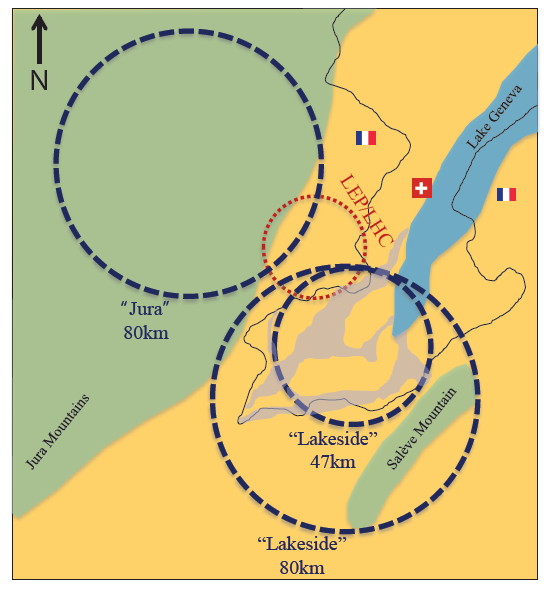 N
Lake Geneva
LEP/LHC
“Jura”
80km
Jura Mountains
“Lakeside”
47km
Salève Mountain
“Lakeside”
80km